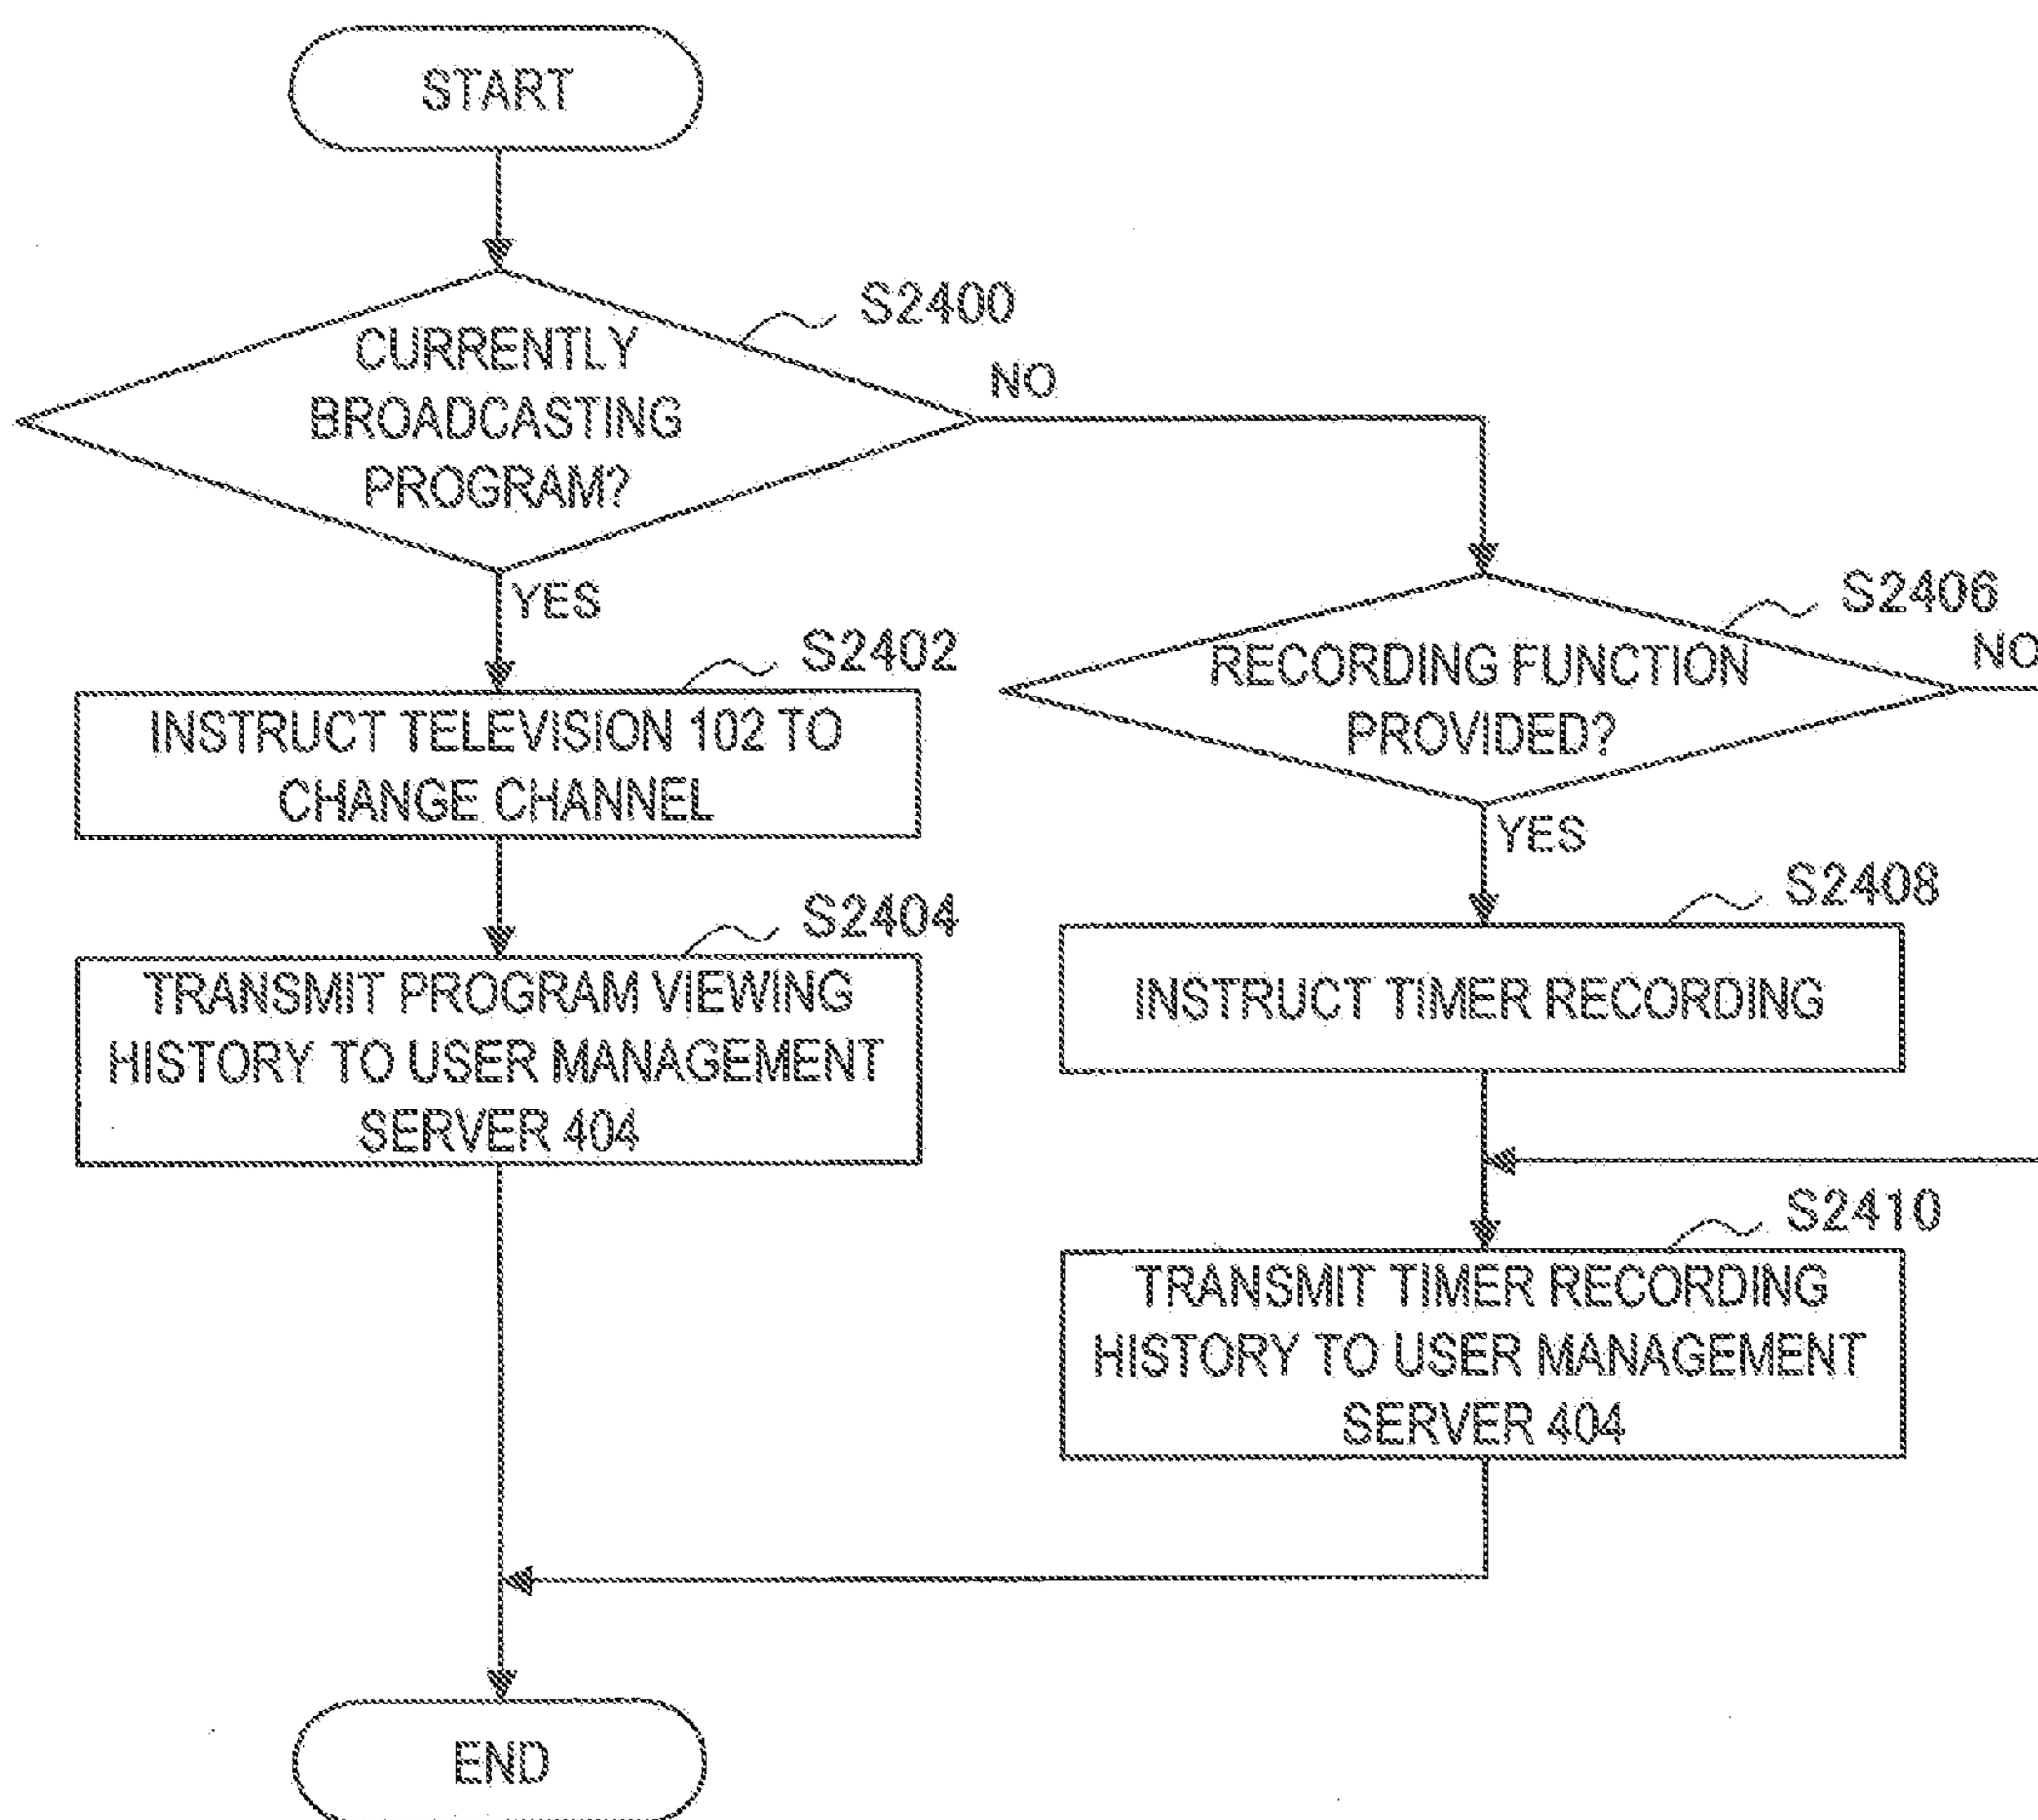 START
S2400
CURRENTLY
BROADCASTING
PROGRAM?
NO
YES
S2402
INSTRUCT TELEVISION 102 TO
CHANGE CHANNEL
S2404
TRANSMIT PROGRAM VIEWING
HISTORY TO USER MANAGEMENT
SERVER 404
S2406
RECORDING FUNCTION
PROVIDED?
NO
YES
S2408
INSTRUCT TIMER RECORDING
S2410
TRANSMIT TIMER RECORDING
HISTORY TO USER MANAGEMENT
SERVER 404
END